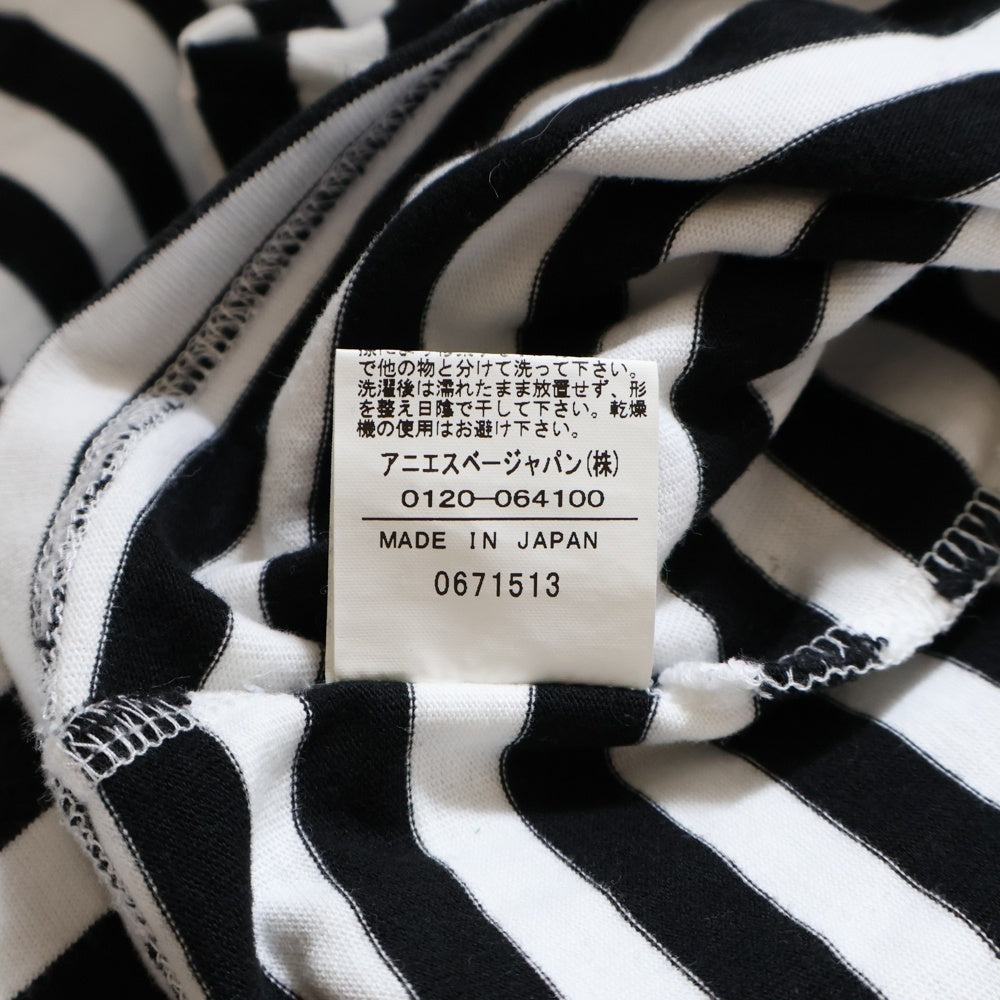 で他の物と分けて洗って下さい。
洗濯後は濡れたまま放置せず、形
を整え日陰で干して下さい。乾燥
機の使用はお避け下さい。
アニエスベージャパン(株)
0120-064100
MADE IN JAPAN
0671513